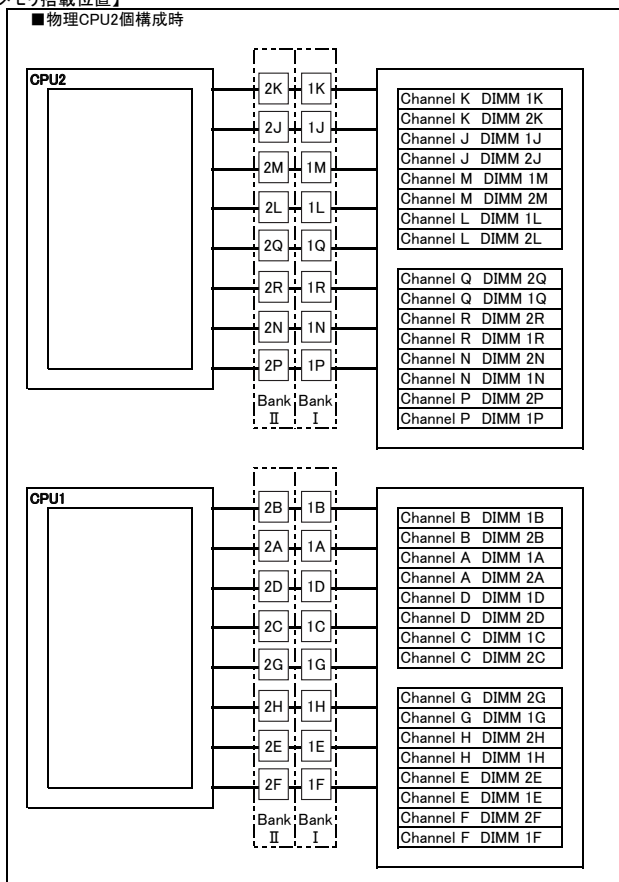 メモリ搭載位置】
■物理CPU2個構成時
CPU2
2K 1K
2J 1J
2M 1M
2L 1L
2Q 1Q
2R 1R
2N 1N
2P 1P
Bank Bank
Ⅱ Ⅰ
Channel K DIMM 1K
Channel K DIMM 2K
Channel J DIMM 1J
Channel J DIMM 2J
Channel M DIMM 1M
Channel M DIMM 2M
Channel L DIMM 1L
Channel L DIMM 2L
Channel Q DIMM 2Q
Channel Q DIMM 1Q
Channel R DIMM 2R
Channel R DIMM 1R
Channel N DIMM 2N
Channel N DIMM 1N
Channel P DIMM 2P
Channel P DIMM 1P
CPU1
2B 1B
2A 1A
2D 1D
2C 1C
2G 1G
2H 1H
2E 1E
2F 1F
Bank Bank
Ⅱ Ⅰ
Channel B DIMM 1B
Channel B DIMM 2B
Channel A DIMM 1A
Channel A DIMM 2A
Channel D DIMM 1D
Channel D DIMM 2D
Channel C DIMM 1C
Channel C DIMM 2C
Channel G DIMM 2G
Channel G DIMM 1G
Channel H DIMM 2H
Channel H DIMM 1H
Channel E DIMM 2E
Channel E DIMM 1E
Channel F DIMM 2F
Channel F DIMM 1F